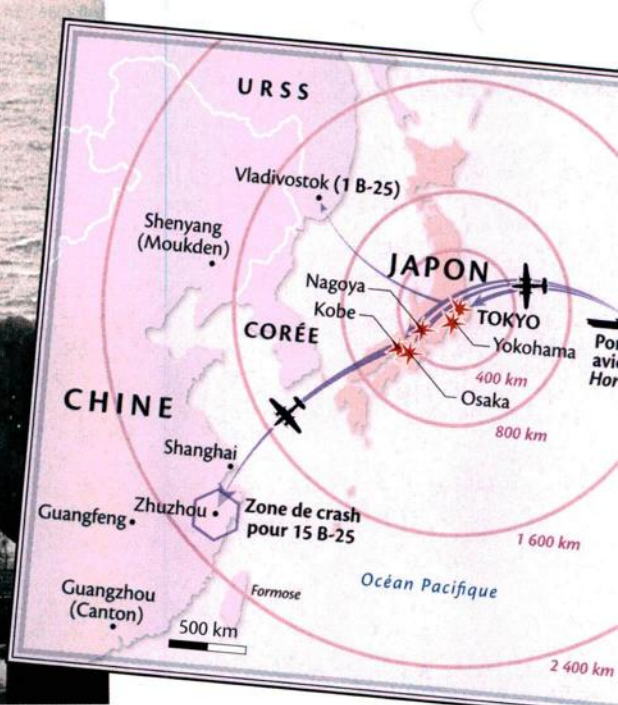 URSS
Vladivostok (1 B-25)
Shenyang
(Moukden)
JAPON
Nagoya
Kobe
TOKYO
CORÉE
Yokohama
Por
avio
Hor
400 km
Osaka
CHINE
800 km
Shanghai
Zhuzhou
Zone de crash
pour 15 B-25
Guangfeng
1 600 km
Océan Pacifique
Formose
Guangzhou
(Canton)
500 km
2 400 km